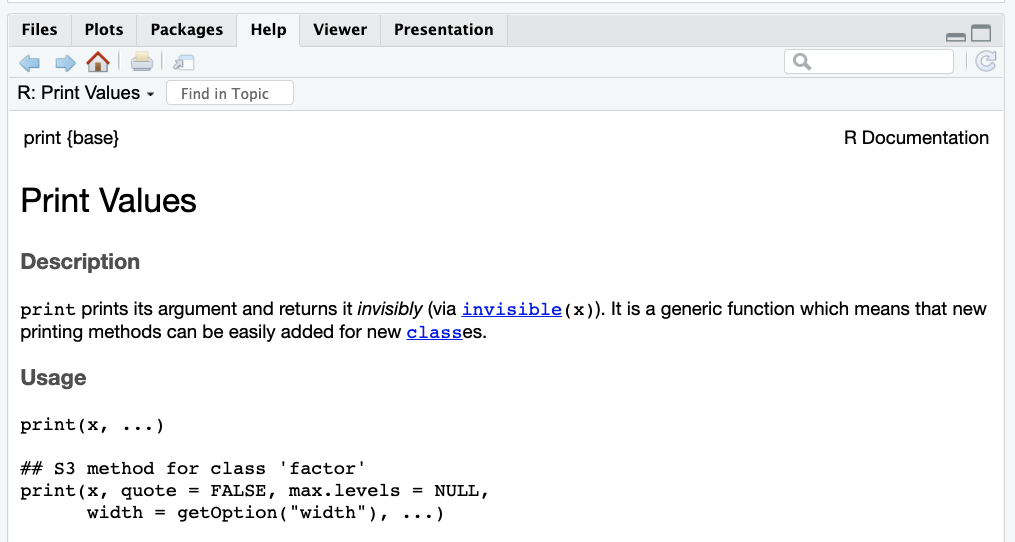 Files Plots Packages Help Viewer Presentation
R: Print Values Find in Topic
print {base} R Documentation
Print Values
Description
print prints its argument and returns it invisibly (via invisible(x)). It is a generic function which means that new
printing methods can be easily added for new classes.
Usage
print(x, ...)
## S3 method for class 'factor'
print(x, quote = FALSE, max.levels = NULL,
      width = getOption("width"), ...)